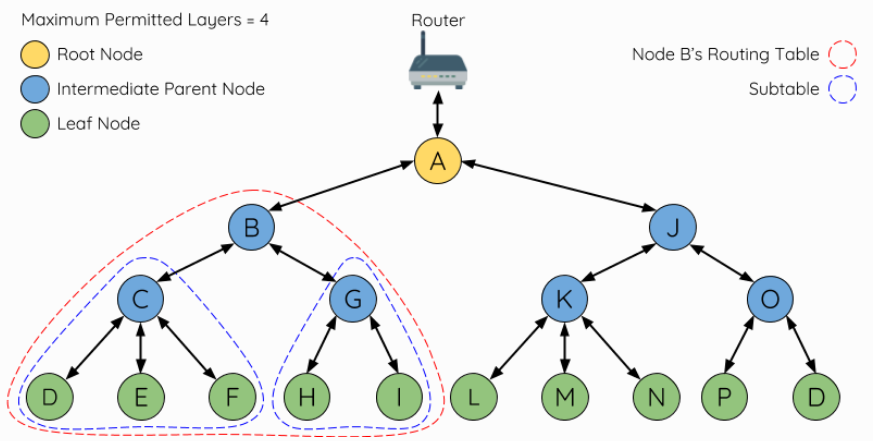 Maximum Permitted Layers = 4
Root Node
Intermediate Parent Node
Leaf Node
Router
Node B's Routing Table
Subtable
A
B
J
C
G
K
O
D
E
F
H
I
L
M
N
P
D